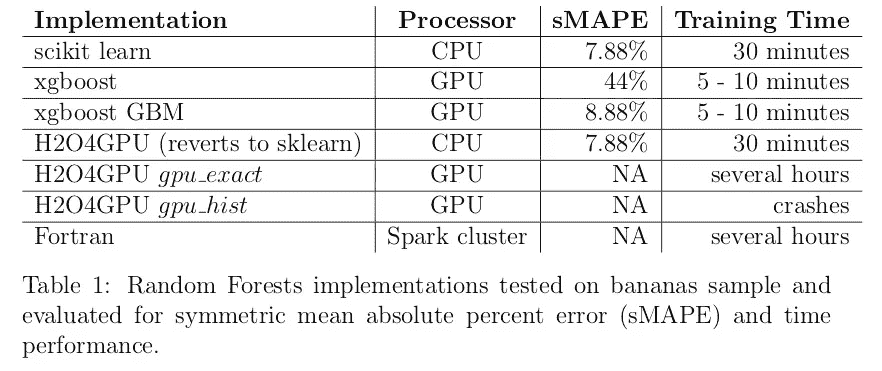 Implementation Processor sMAPE Training Time
scikit learn CPU 7.88% 30 minutes
xgboost GPU 44% 5 - 10 minutes
xgboost GBM GPU 8.88% 5 - 10 minutes
H2O4GPU (reverts to sklearn) CPU 7.88% 30 minutes
H2O4GPU gpu_exact GPU NA several hours
H2O4GPU gpu_hist GPU NA crashes
Fortran Spark cluster NA several hours
Table 1: Random Forests implementations tested on bananas sample and
evaluated for symmetric mean absolute percent error (sMAPE) and time
performance.